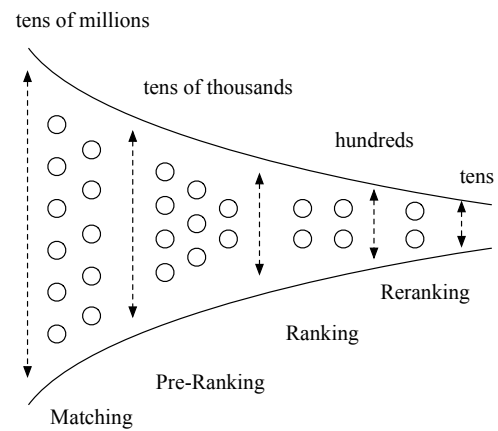 tens of millions
tens of thousands
hundreds
tens
Reranking
Ranking
Pre-Ranking
Matching